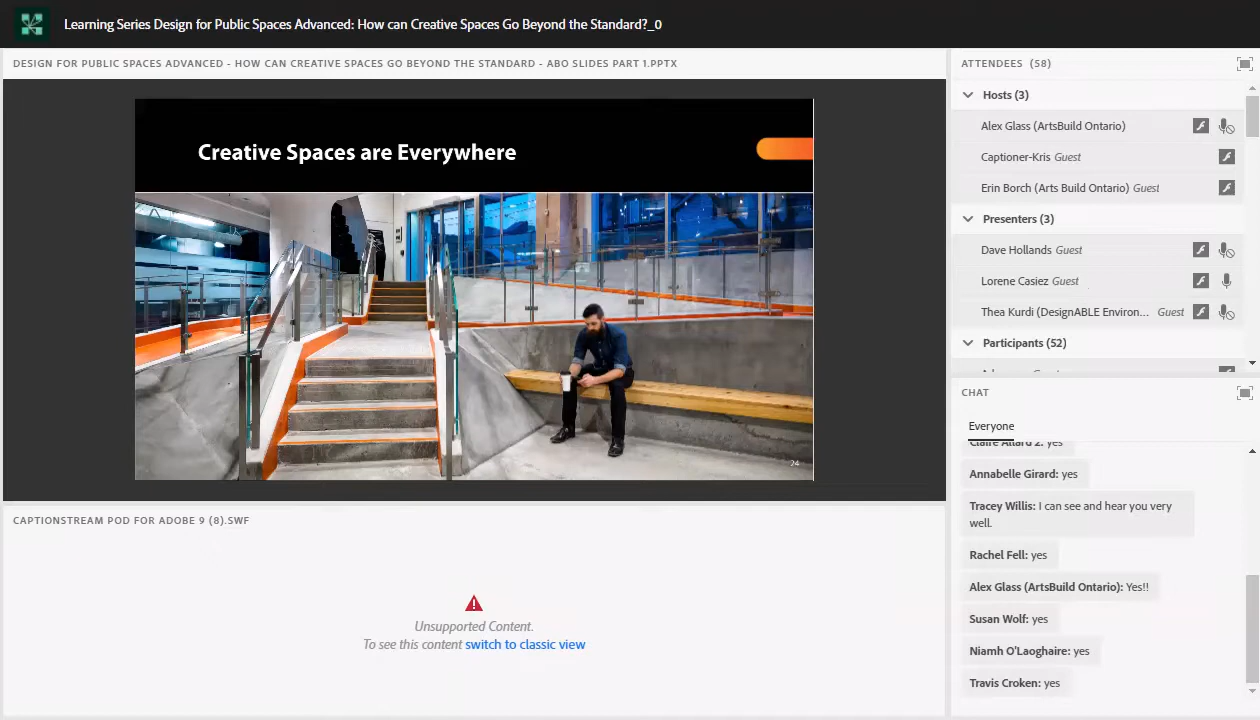 Learning Series Design for Public Spaces Advanced: How can Creative Spaces Go Beyond the Standard?_0
DESIGN FOR PUBLIC SPACES ADVANCED - HOW CAN CREATIVE SPACES GO BEYOND THE STANDARD - ABO SLIDES PART 1.PPTX
Creative Spaces are Everywhere
24
CAPTIONSTREAM POD FOR ADOBE 9 (8).SWF
Unsupported Content.
To see this content switch to classic view
ATTENDEES (58)
Hosts (3)
Alex Glass (ArtsBuild Ontario)
Captioner-Kris Guest
Erin Borch (Arts Build Ontario) Guest
Presenters (3)
Dave Hollands Guest
Lorene Casiez Guest
Thea Kurdi (DesignABLE Environ... Guest
Participants (52)
CHAT
Everyone
Claire Allard 2: yes
Annabelle Girard: yes
Tracey Willis: I can see and hear you very
well.
Rachel Fell: yes
Alex Glass (ArtsBuild Ontario): Yes!!
Susan Wolf: yes
Niamh O'Laoghaire: yes
Travis Croken: yes